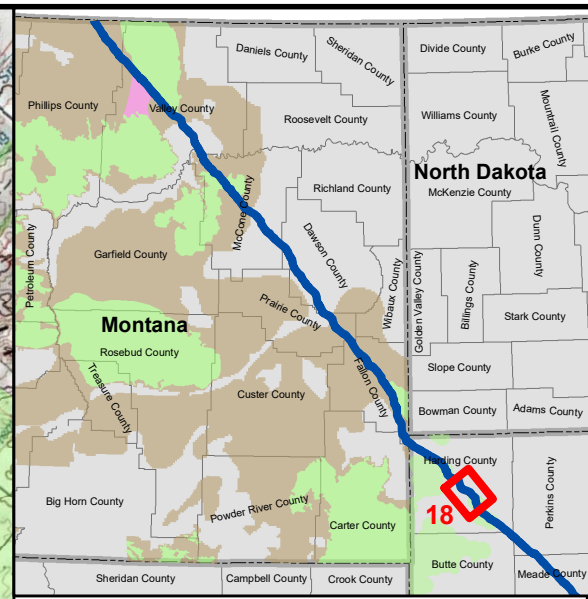 Daniels County
Sheridan County
Divide County
Burke County
Phillips County
Valley County
Roosevelt County
Williams County
Mountrail County
North Dakota
Richland County
McKenzie County
McCone County
Dawson County
Dunn County
Petroleum County
Garfield County
Wibaux County
Golden Valley County
Billings County
Prairie County
Stark County
Montana
Rosebud County
Treasure County
Fallon County
Slope County
Custer County
Bowman County
Adams County
Harding County
Perkins County
Big Horn County
Powder River County
Carter County
18
Butte County
Meade County
Sheridan County
Campbell County
Crook County